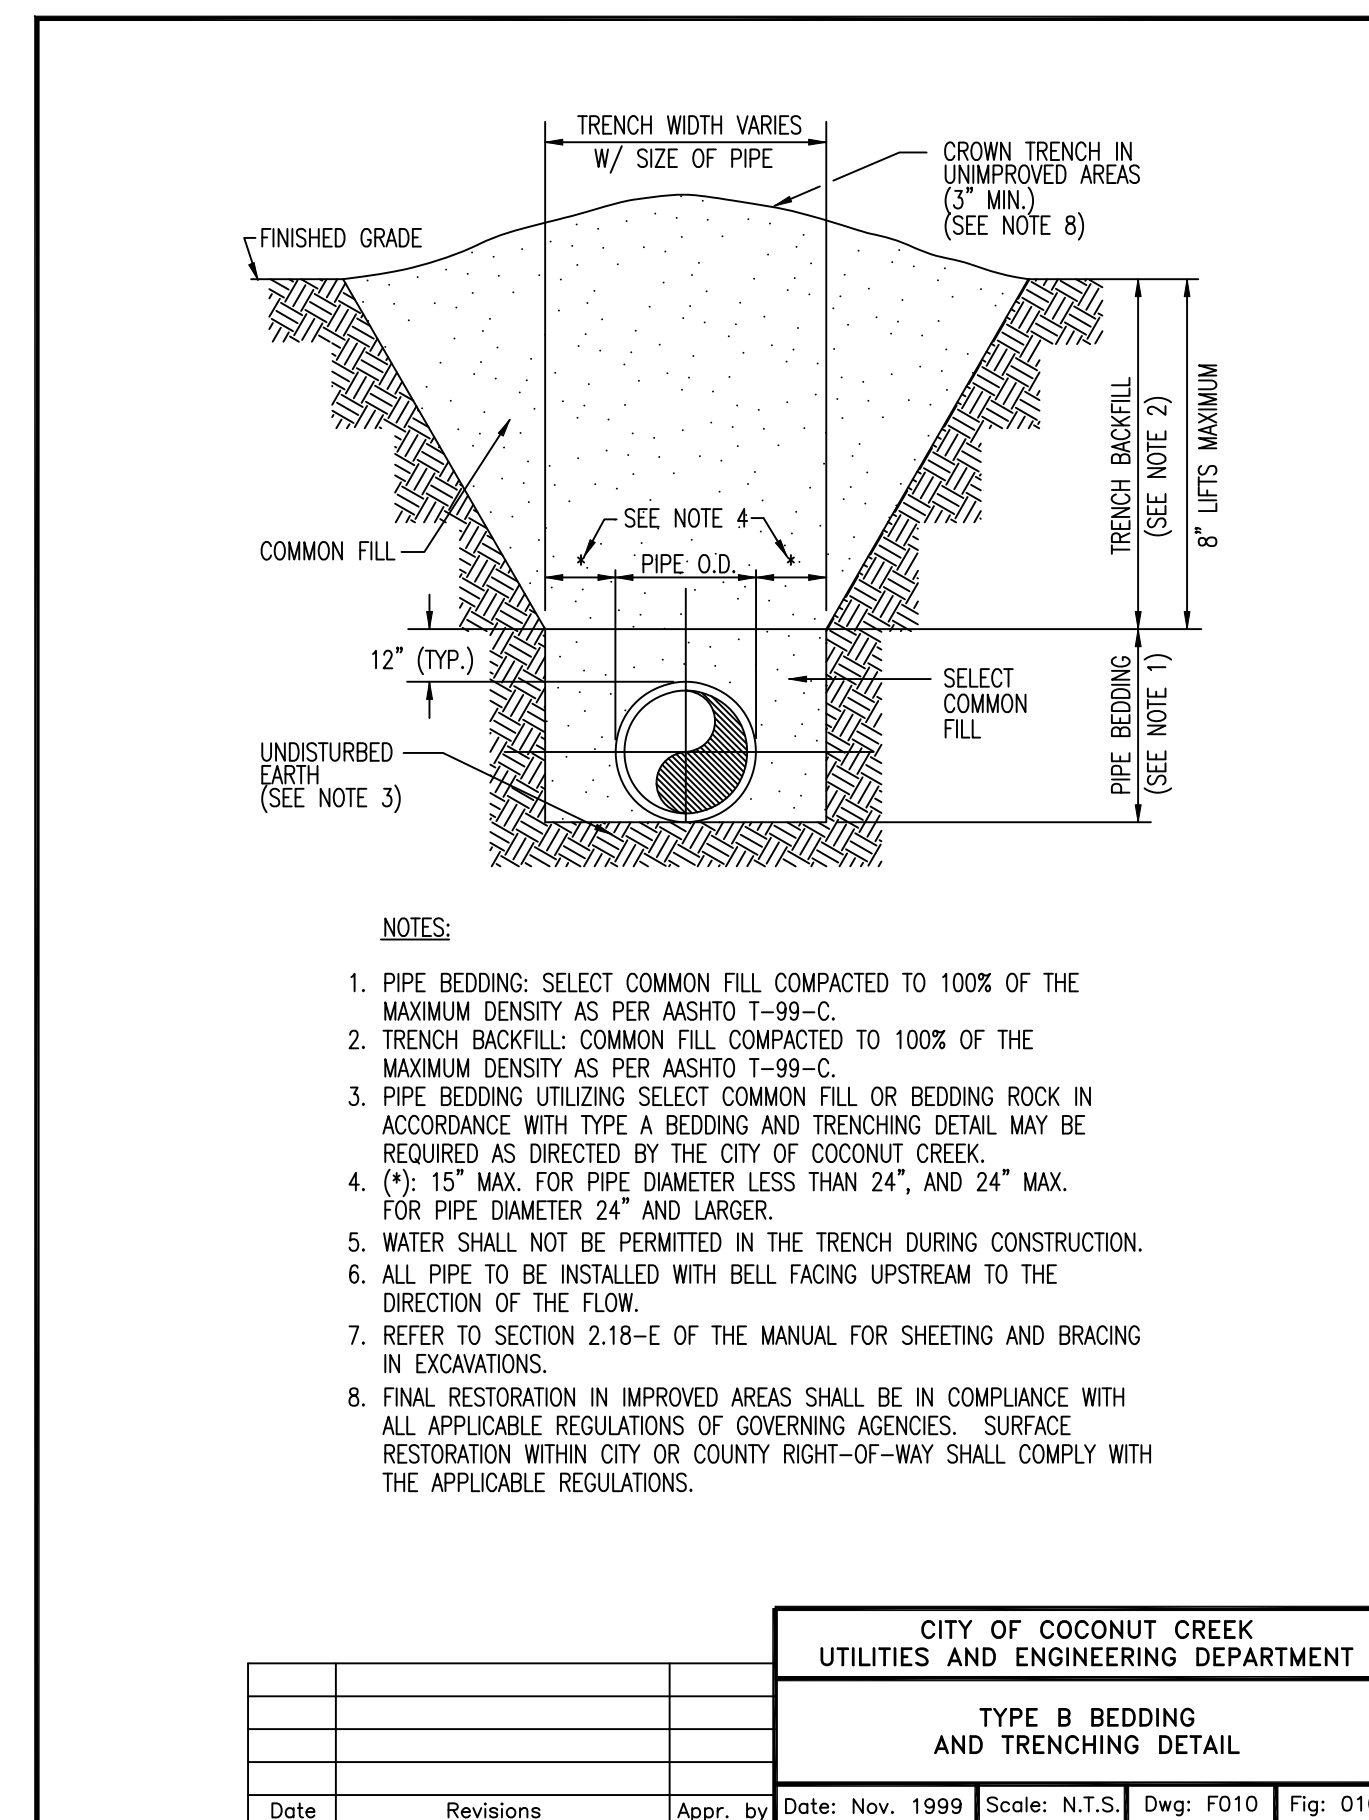 TRENCH WIDTH VARIES
W/ SIZE OF PIPE
CROWN TRENCH IN
UNIMPROVED AREAS
(3" MIN.)
(SEE NOTE 8)
FINISHED GRADE
TRENCH BACKFILL
(SEE NOTE 2)
8" LIFTS MAXIMUM
SEE NOTE 4
* *
PIPE O.D.
COMMON FILL
12" (TYP.)
SELECT
COMMON
FILL
PIPE BEDDING
(SEE NOTE 1)
UNDISTURBED
EARTH
(SEE NOTE 3)
NOTES:
1. PIPE BEDDING: SELECT COMMON FILL COMPACTED TO 100% OF THE
MAXIMUM DENSITY AS PER AASHTO T-99-C.
2. TRENCH BACKFILL: COMMON FILL COMPACTED TO 100% OF THE
MAXIMUM DENSITY AS PER AASHTO T-99-C.
3. PIPE BEDDING UTILIZING SELECT COMMON FILL OR BEDDING ROCK IN
ACCORDANCE WITH TYPE A BEDDING AND TRENCHING DETAIL MAY BE
REQUIRED AS DIRECTED BY THE CITY OF COCONUT CREEK.
4. (*): 15" MAX. FOR PIPE DIAMETER LESS THAN 24", AND 24" MAX.
FOR PIPE DIAMETER 24" AND LARGER.
5. WATER SHALL NOT BE PERMITTED IN THE TRENCH DURING CONSTRUCTION.
6. ALL PIPE TO BE INSTALLED WITH BELL FACING UPSTREAM TO THE
DIRECTION OF THE FLOW.
7. REFER TO SECTION 2.18-E OF THE MANUAL FOR SHEETING AND BRACING
IN EXCAVATIONS.
8. FINAL RESTORATION IN IMPROVED AREAS SHALL BE IN COMPLIANCE WITH
ALL APPLICABLE REGULATIONS OF GOVERNING AGENCIES. SURFACE
RESTORATION WITHIN CITY OR COUNTY RIGHT-OF-WAY SHALL COMPLY WITH
THE APPLICABLE REGULATIONS.
CITY OF COCONUT CREEK
UTILITIES AND ENGINEERING DEPARTMENT
TYPE B BEDDING
AND TRENCHING DETAIL
Date Revisions Appr. by
Date: Nov. 1999 Scale: N.T.S. Dwg: F010 Fig: